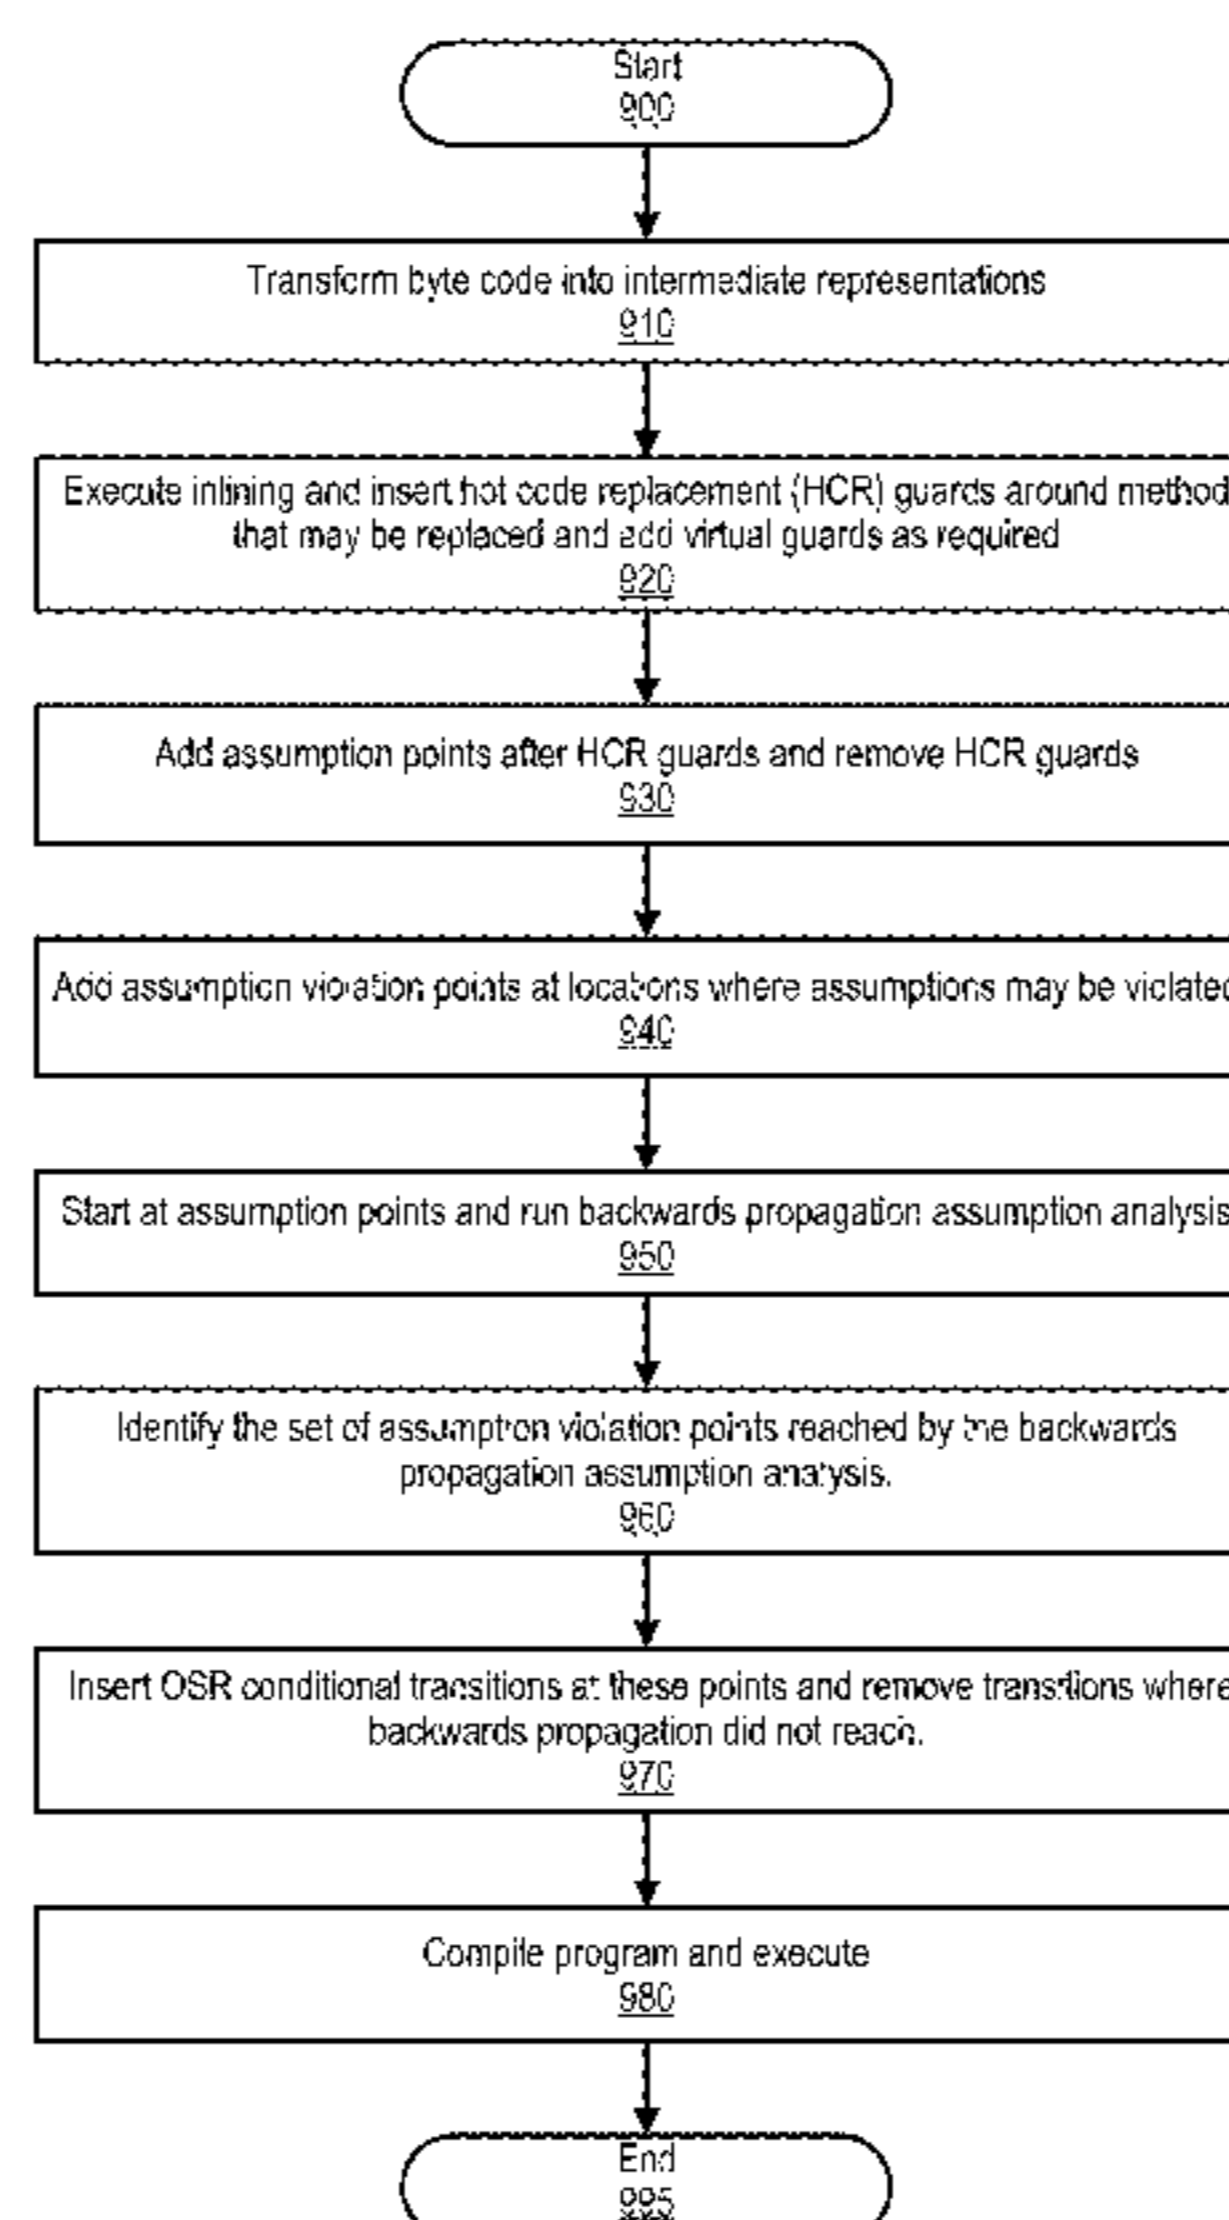 Start
900
Transform byte code into intermediate representations
910
Execute inlining and insert hot code replacement (HCR) guards around method
that may be replaced and add virtual guards as required
920
Add assumption points after HCR guards and remove HCR guards
930
Add assumption violation points at locations where assumptions may be violated
940
Start at assumption points and run backwards propagation assumption analysis
950
Identify the set of assumption violation points reached by the backwards
propagation assumption analysis.
960
Insert OSR conditional transitions at these points and remove transitions where
backwards propagation did not reach.
970
Compile program and execute
980
End